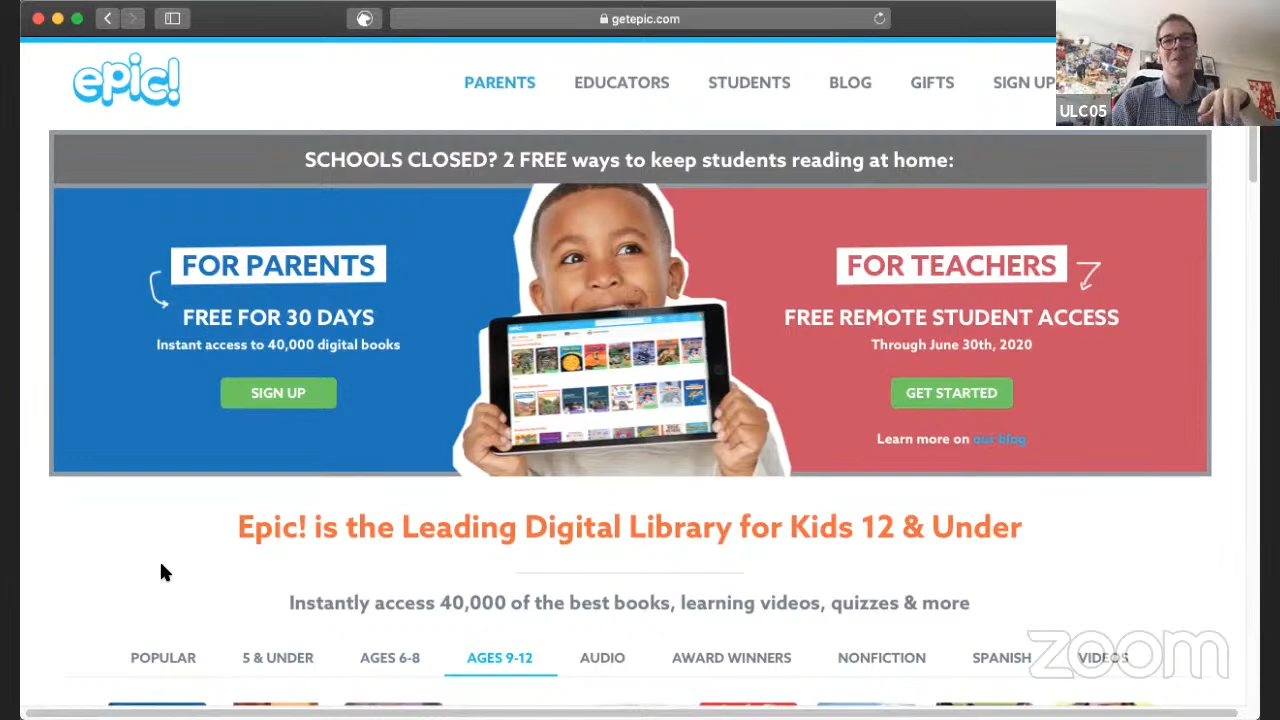 getepic.com
epic!
PARENTS EDUCATORS STUDENTS BLOG GIFTS SIGN UP
ULC05
SCHOOLS CLOSED? 2 FREE ways to keep students reading at home:
FOR PARENTS
FREE FOR 30 DAYS
Instant access to 40,000 digital books
SIGN UP
FOR TEACHERS
FREE REMOTE STUDENT ACCESS
Through June 30th, 2020
GET STARTED
Learn more on our blog
Epic! is the Leading Digital Library for Kids 12 & Under
Instantly access 40,000 of the best books, learning videos, quizzes & more
POPULAR 5 & UNDER AGES 6-8 AGES 9-12 AUDIO AWARD WINNERS NONFICTION SPANISH VIDEOS
zoom